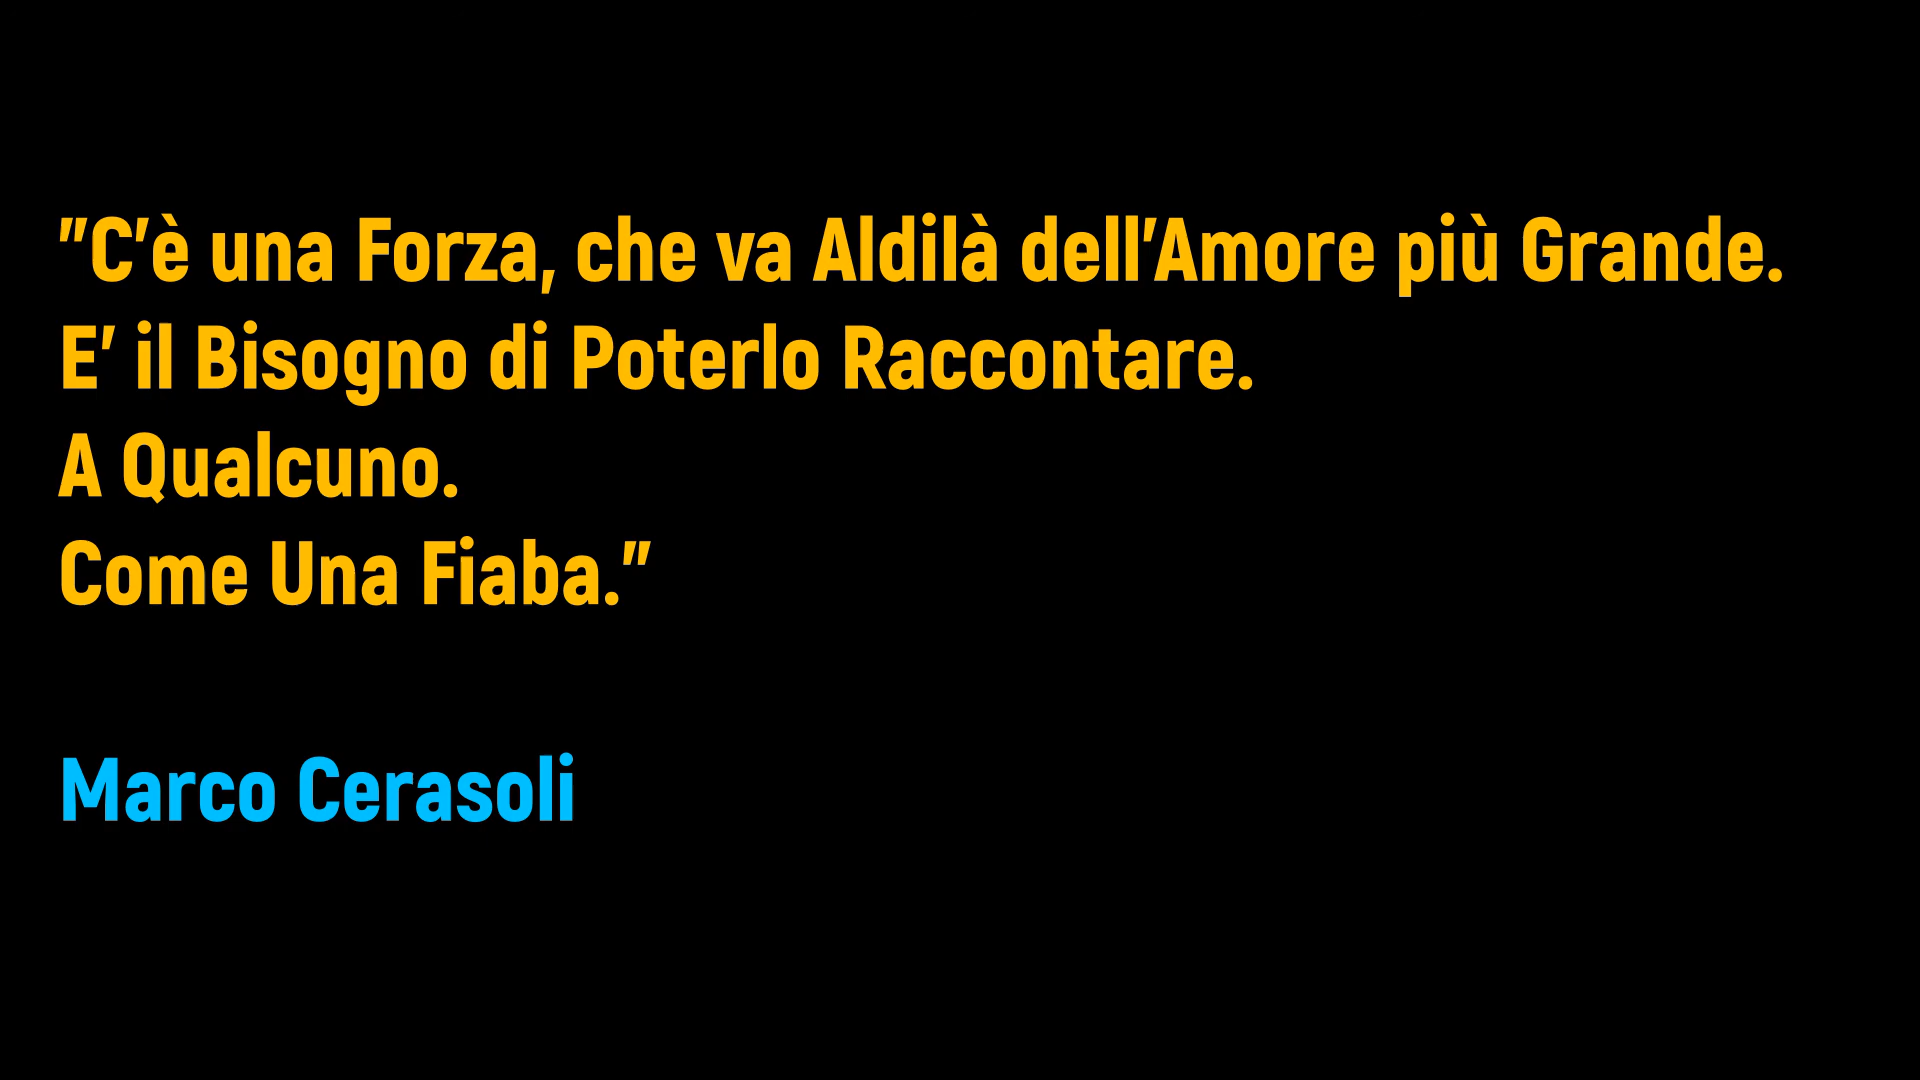 "C'è una Forza, che va Aldilà dell'Amore più Grande.
E' il Bisogno di Poterlo Raccontare.
A Qualcuno.
Come Una Fiaba."
Marco Cerasoli